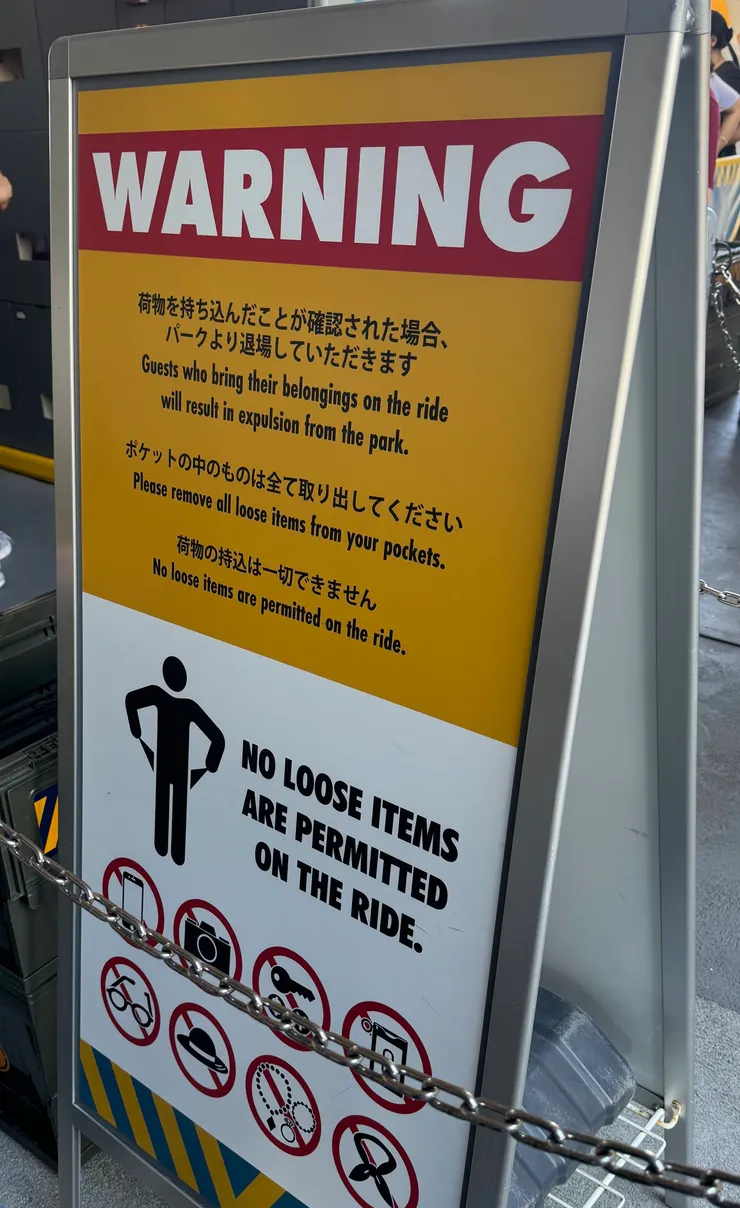 WARNING
荷物を持ち込んだことが確認された場合、
パークより退場していただきます
Guests who bring their belongings on the ride
will result in expulsion from the park.
ポケットの中のものは全て取り出してください
Please remove all loose items from your pockets.
荷物の持込は一切できません
No loose items are permitted on the ride.
NO LOOSE ITEMS
ARE PERMITTED
ON THE RIDE.